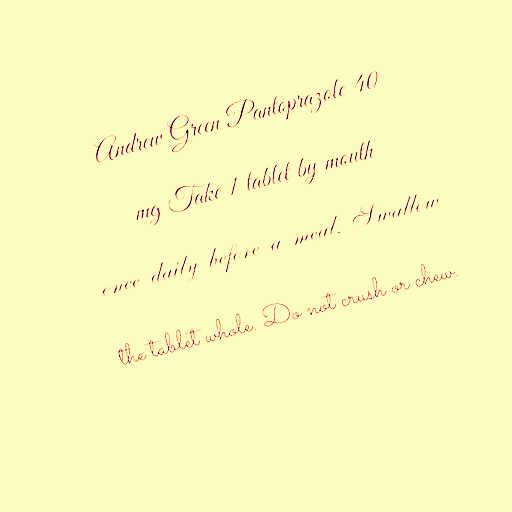 Andrew Green Pantoprazole 40
mg Take 1 tablet by mouth
once daily before a meal. Swallow
the tablet whole. Do not crush or chew.